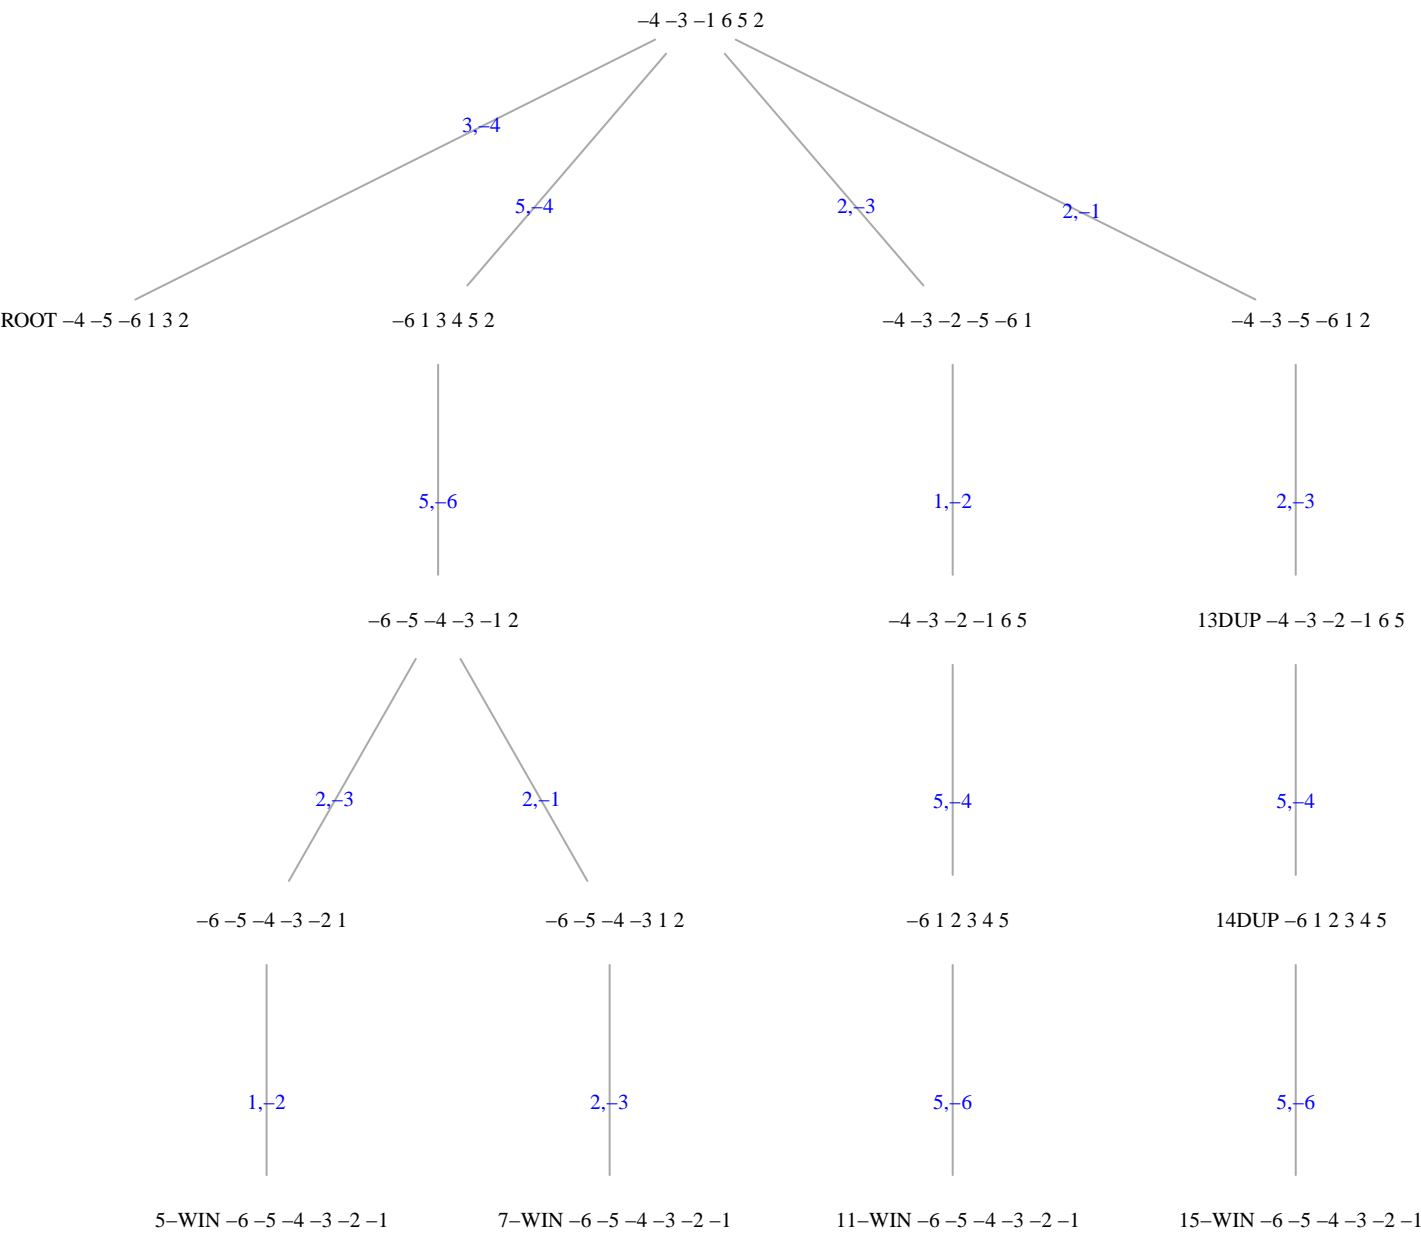 –4 –3 –1 6 5 2
3,–4
5,–4
2,–3
2,–1
ROOT –4 –5 –6 1 3 2
–6 1 3 4 5 2
–4 –3 –2 –5 –6 1
–4 –3 –5 –6 1 2
5,–6
1,–2
2,–3
–6 –5 –4 –3 –1 2
–4 –3 –2 –1 6 5
13DUP –4 –3 –2 –1 6 5
2,–3
2,–1
5,–4
5,–4
–6 –5 –4 –3 –2 1
–6 –5 –4 –3 1 2
–6 1 2 3 4 5
14DUP –6 1 2 3 4 5
1,–2
2,–3
5,–6
5,–6
5–WIN –6 –5 –4 –3 –2 –1
7–WIN –6 –5 –4 –3 –2 –1
11–WIN –6 –5 –4 –3 –2 –1
15–WIN –6 –5 –4 –3 –2 –1